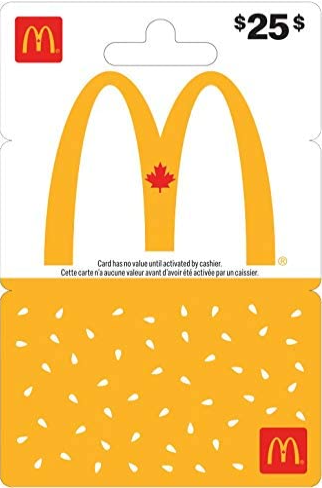 $25$
Card has no value until activated by cashier.
Cette carte n'a aucune valeur avant d'avoir été activée par un caissier.
®